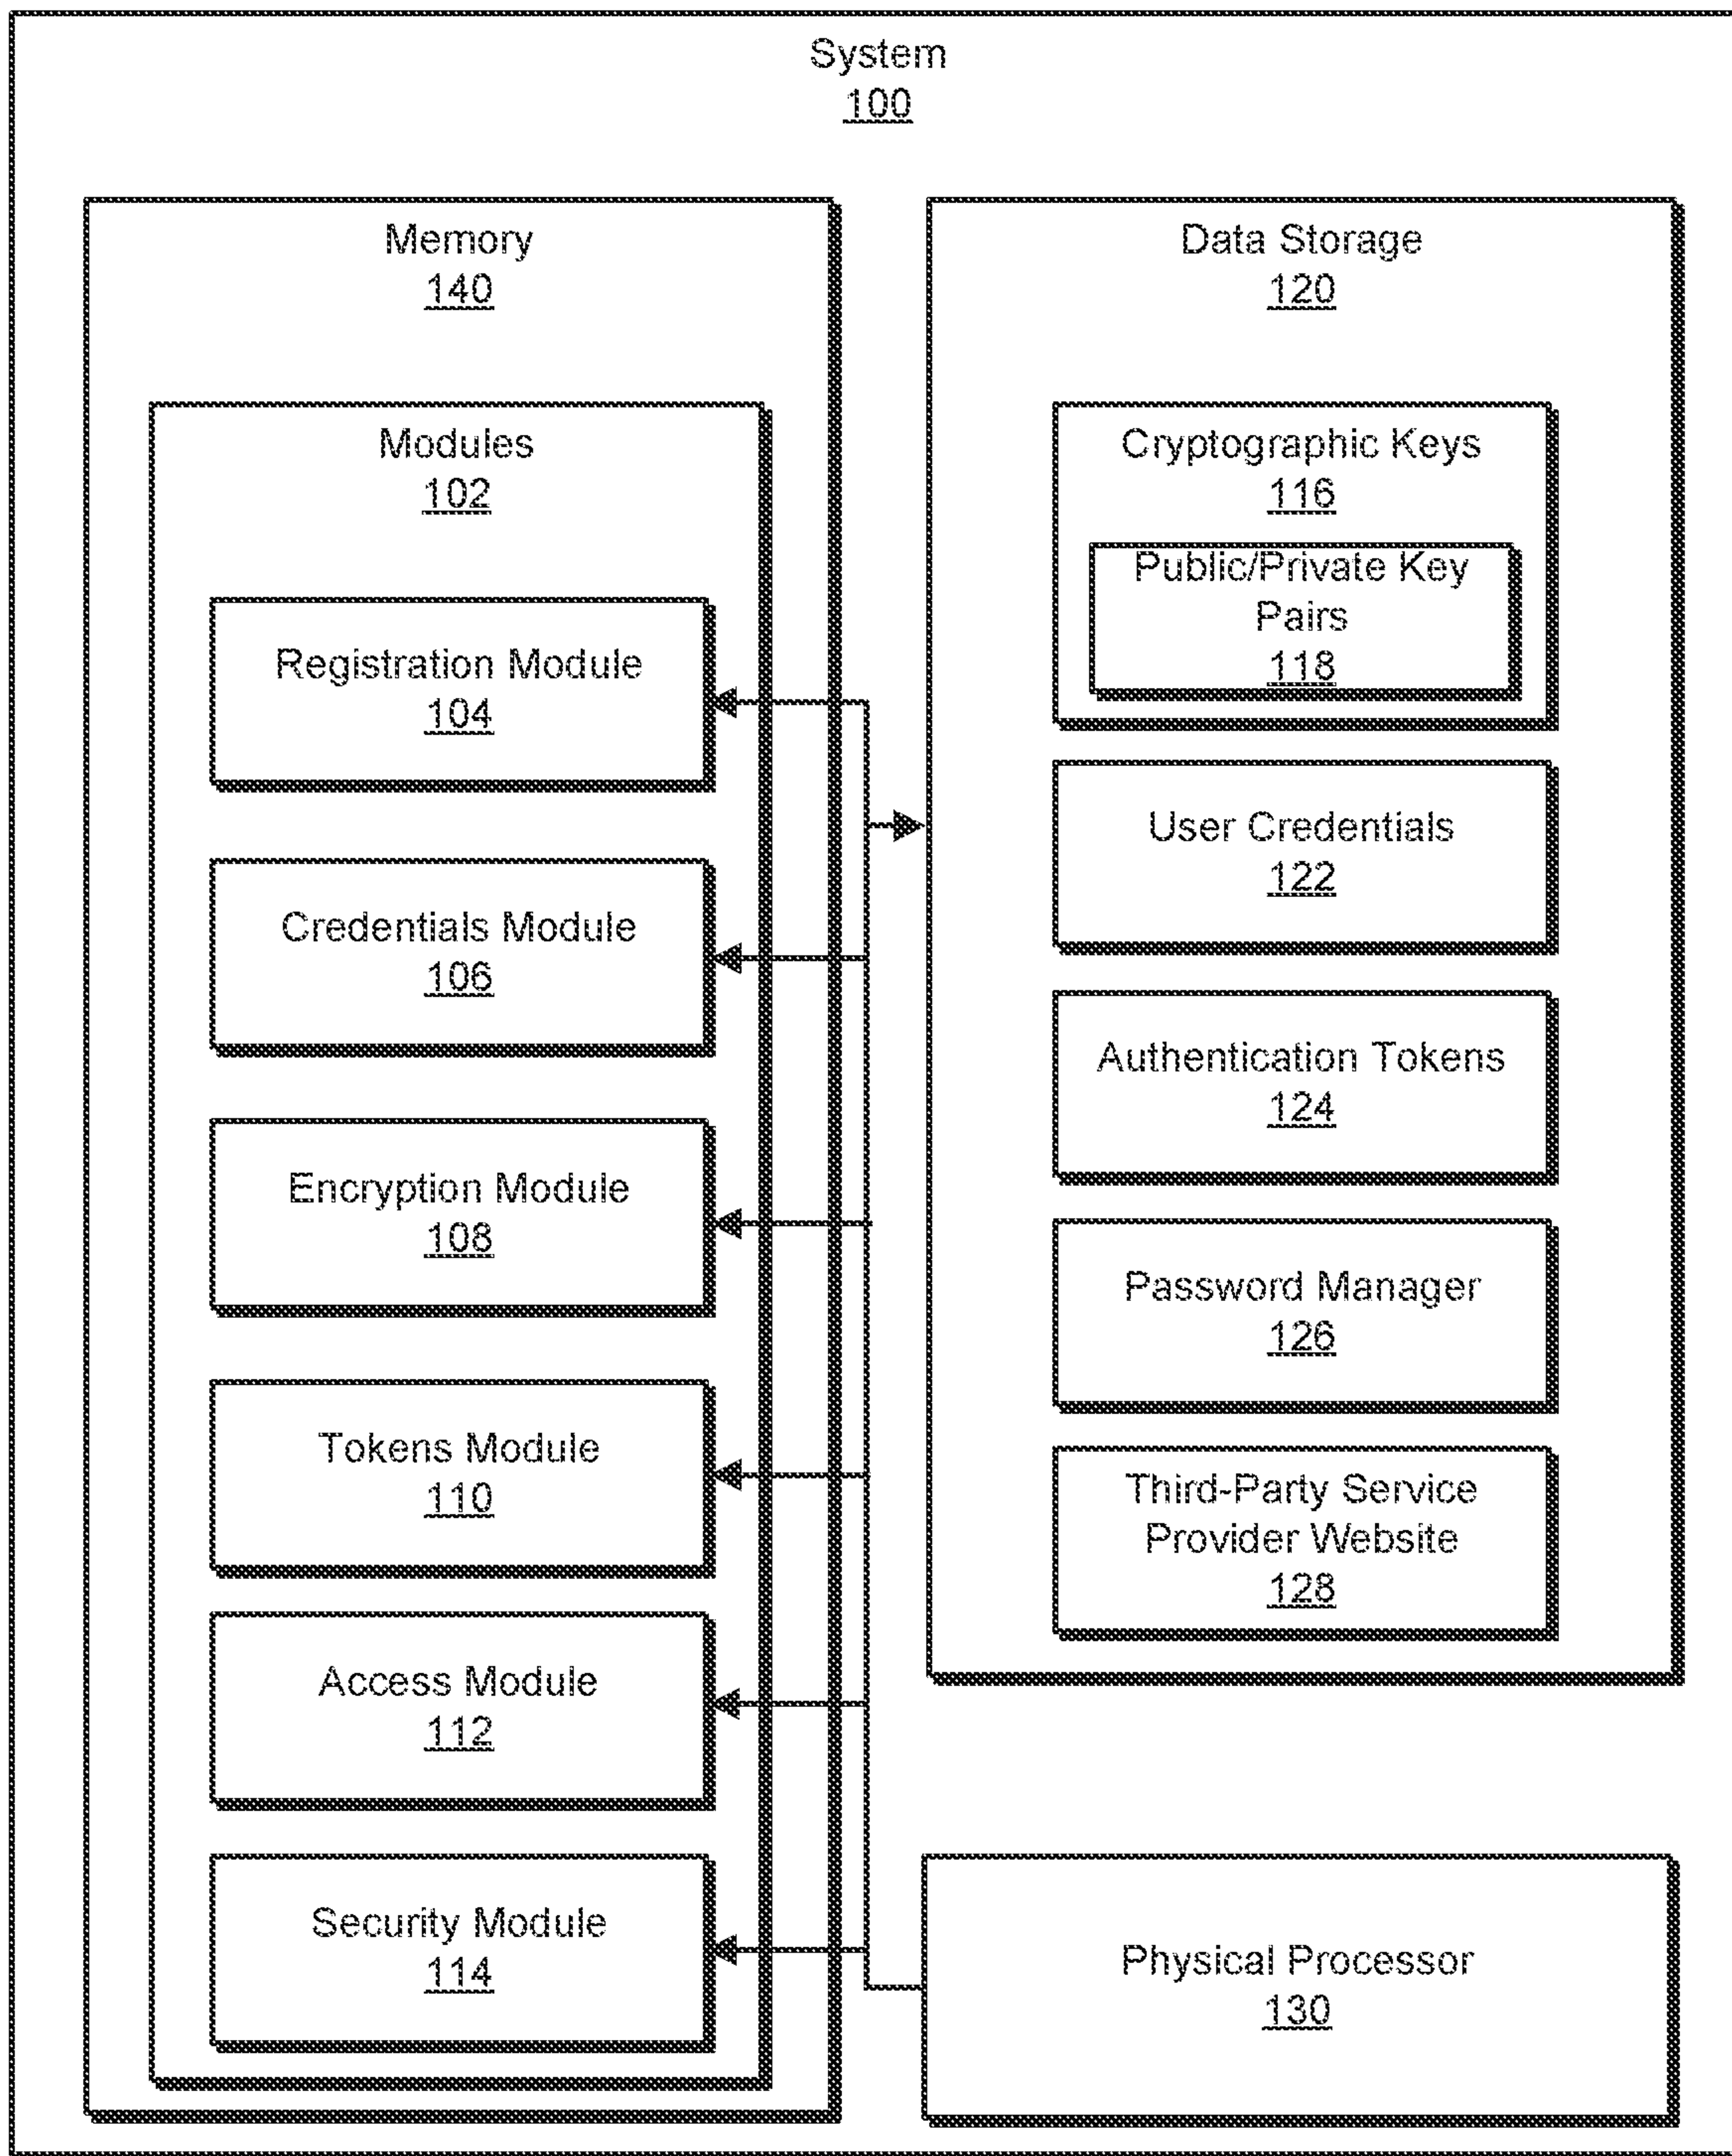 System
100
Memory
140
Modules
102
Registration Module
104
Credentials Module
106
Encryption Module
108
Tokens Module
110
Access Module
112
Security Module
114
Data Storage
120
Cryptographic Keys
116
Public/Private Key
Pairs
118
User Credentials
122
Authentication Tokens
124
Password Manager
126
Third-Party Service
Provider Website
128
Physical Processor
130